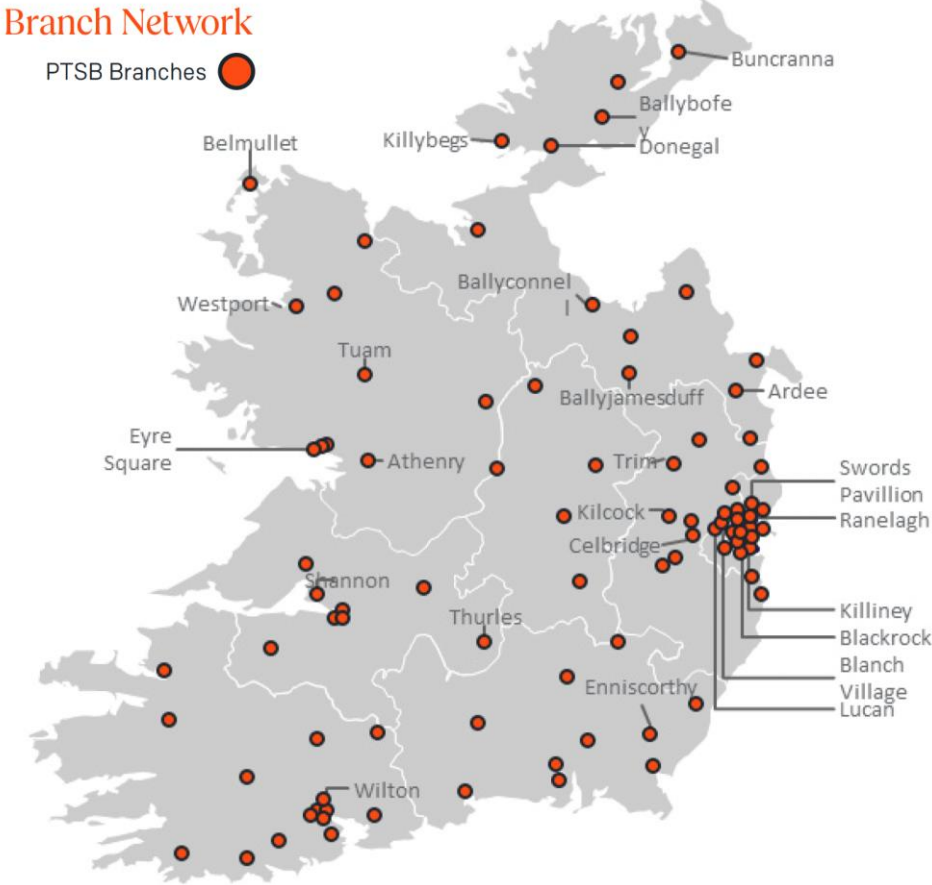 Branch Network
PTSB Branches
Buncranna
Ballybofe
y
Killybegs
Donegal
Belmullet
Ballyconnel
l
Westport
Tuam
Ballyjamesduff
Ardee
Eyre
Square
Athenry
Trim
Swords
Pavillion
Kilcock
Ranelagh
Celbridge
Shannon
Thurles
Killiney
Blackrock
Blanch
Village
Enniscorthy
Lucan
Wilton